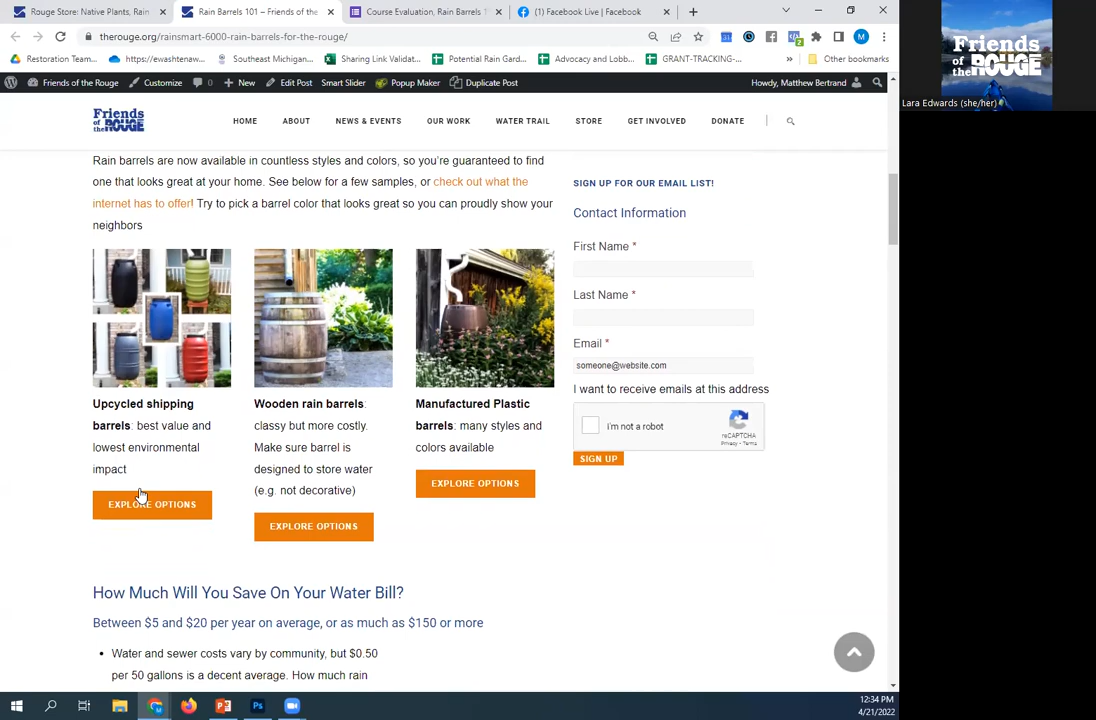 Rouge Store: Native Plants, Rain
Rain Barrels 101 – Friends of the
Course Evaluation, Rain Barrels 1
(1) Facebook Live | Facebook
therouge.org/rainsmart-6000-rain-barrels-for-the-rouge/
Restoration Team...
https://ewashtenaw...
Southeast Michigan...
Sharing Link Validat...
Potential Rain Gard...
Advocacy and Lobb...
GRANT-TRACKING-...
»
Other bookmarks
Friends of the Rouge
Customize
0
New
Edit Post
Smart Slider
Popup Maker
Duplicate Post
Howdy, Matthew Bertrand
Friends
of the ROUGE
HOME
ABOUT
NEWS & EVENTS
OUR WORK
WATER TRAIL
STORE
GET INVOLVED
DONATE
Rain barrels are now available in countless styles and colors, so you're guaranteed to find
one that looks great at your home. See below for a few samples, or check out what the
internet has to offer! Try to pick a barrel color that looks great so you can proudly show your
neighbors
Upcycled shipping
barrels: best value and
lowest environmental
impact
EXPLORE OPTIONS
Wooden rain barrels:
classy but more costly.
Make sure barrel is
designed to store water
(e.g. not decorative)
EXPLORE OPTIONS
Manufactured Plastic
barrels: many styles and
colors available
EXPLORE OPTIONS
How Much Will You Save On Your Water Bill?
Between $5 and $20 per year on average, or as much as $150 or more
• Water and sewer costs vary by community, but $0.50
per 50 gallons is a decent average. How much rain
SIGN UP FOR OUR EMAIL LIST!
Contact Information
First Name *
Last Name *
Email *
someone@website.com
I want to receive emails at this address
I'm not a robot
reCAPTCHA
Privacy - Terms
SIGN UP
Friends
of the ROUGE
Lara Edwards (she/her)
12:34 PM
4/21/2022